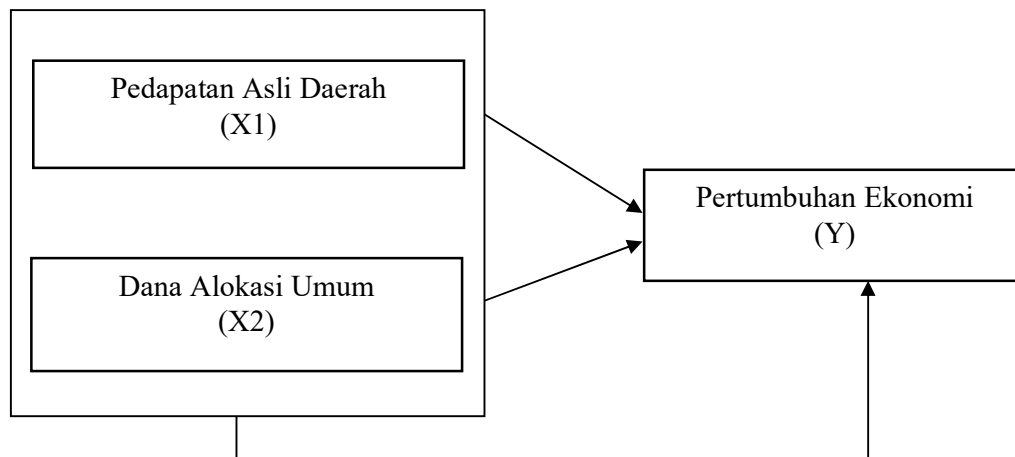 Pedapatan Asli Daerah
(X1)
Pertumbuhan Ekonomi
(Y)
Dana Alokasi Umum
(X2)